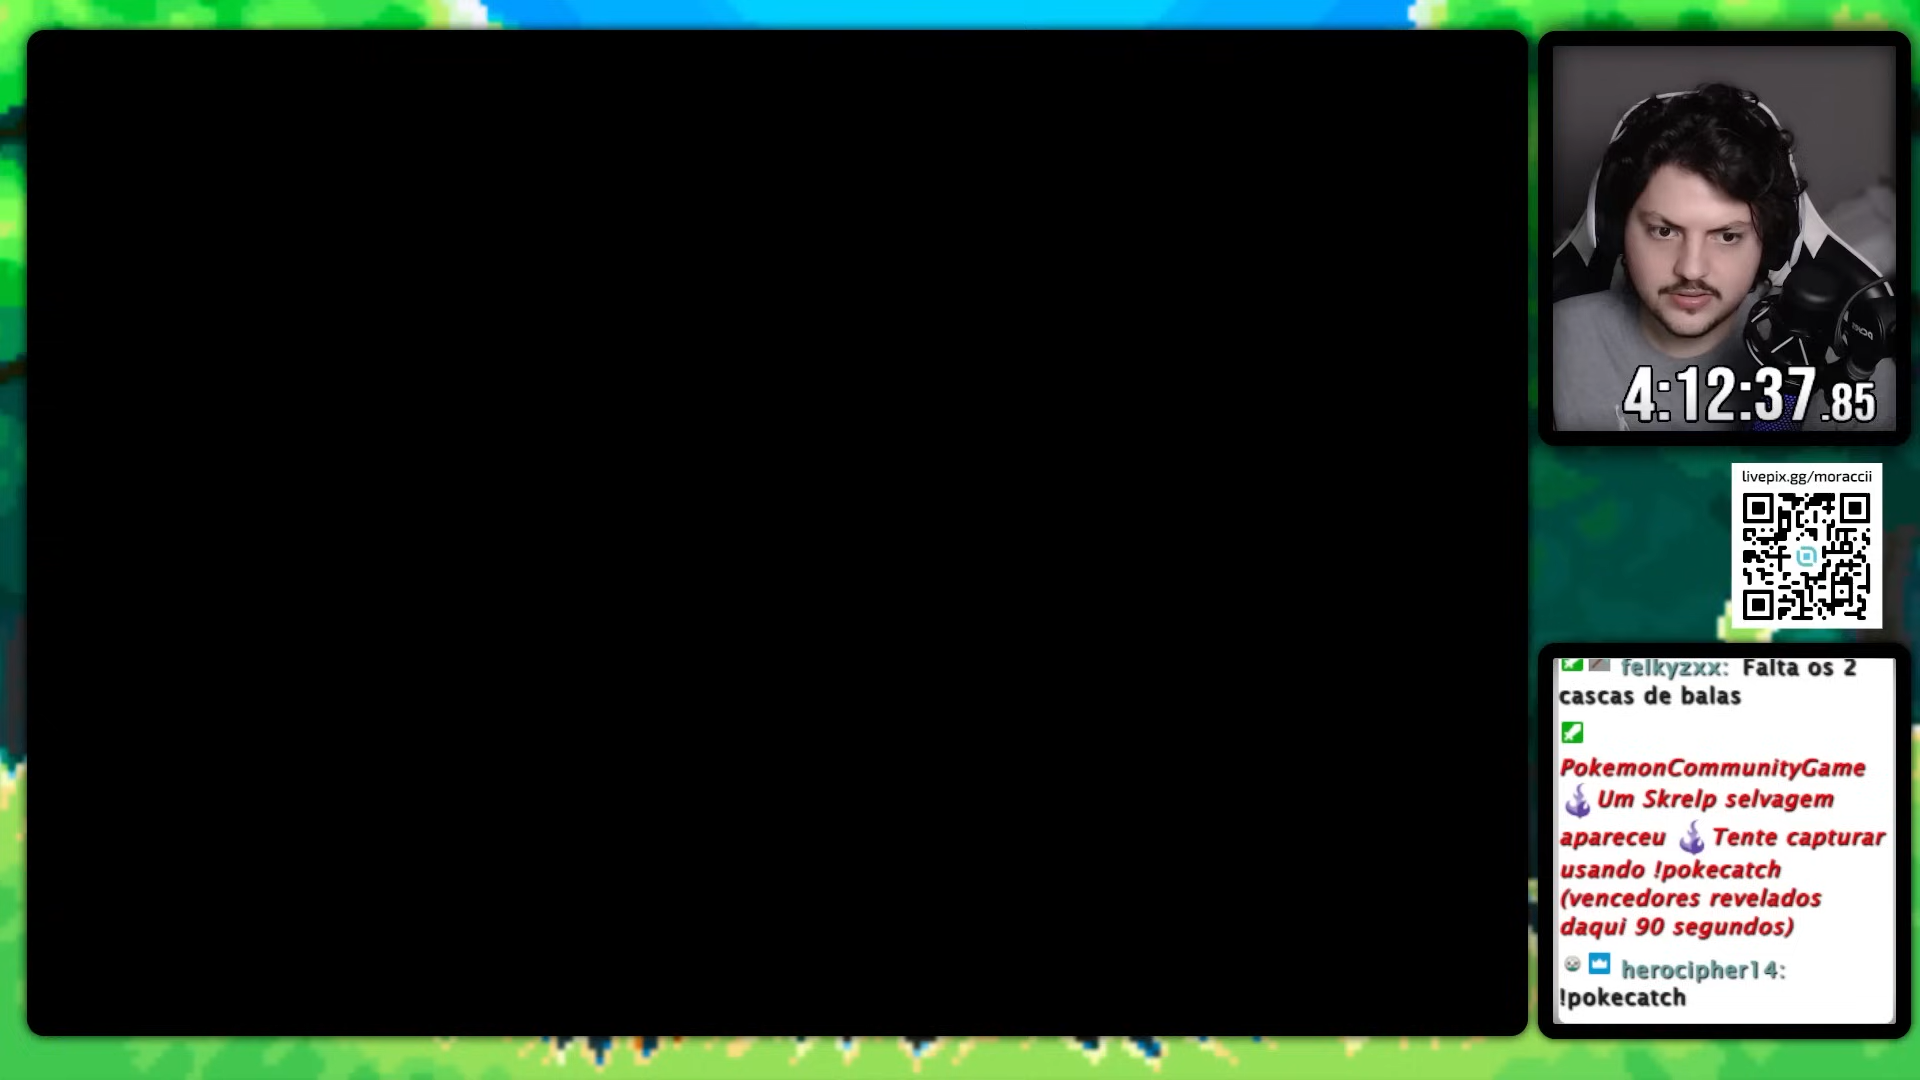 4:12:37.85
livepix.gg/moraccii
felkyzxx: Falta os 2
cascas de balas
PokemonCommunityGame
Um Skrelp selvagem
apareceu Tente capturar
usando !pokecatch
(vencedores revelados
daqui 90 segundos)
herocipher14:
!pokecatch